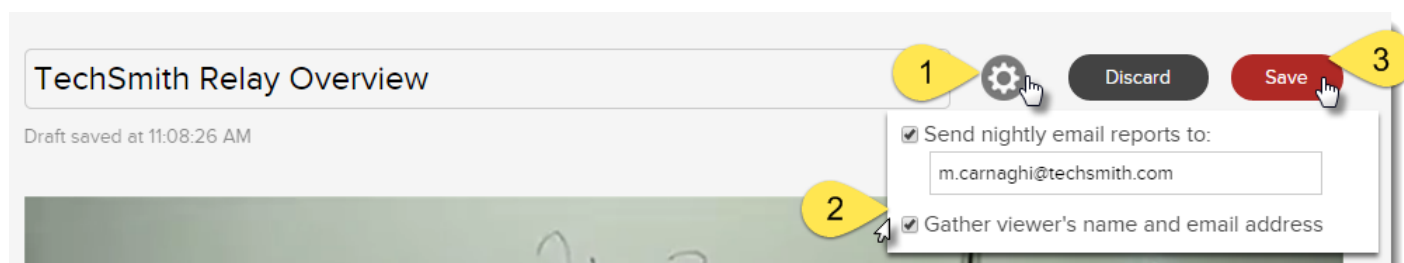 TechSmith Relay Overview
1
Discard
Save
3
Draft saved at 11:08:26 AM
Send nightly email reports to:
m.carnaghi@techsmith.com
2
Gather viewer's name and email address